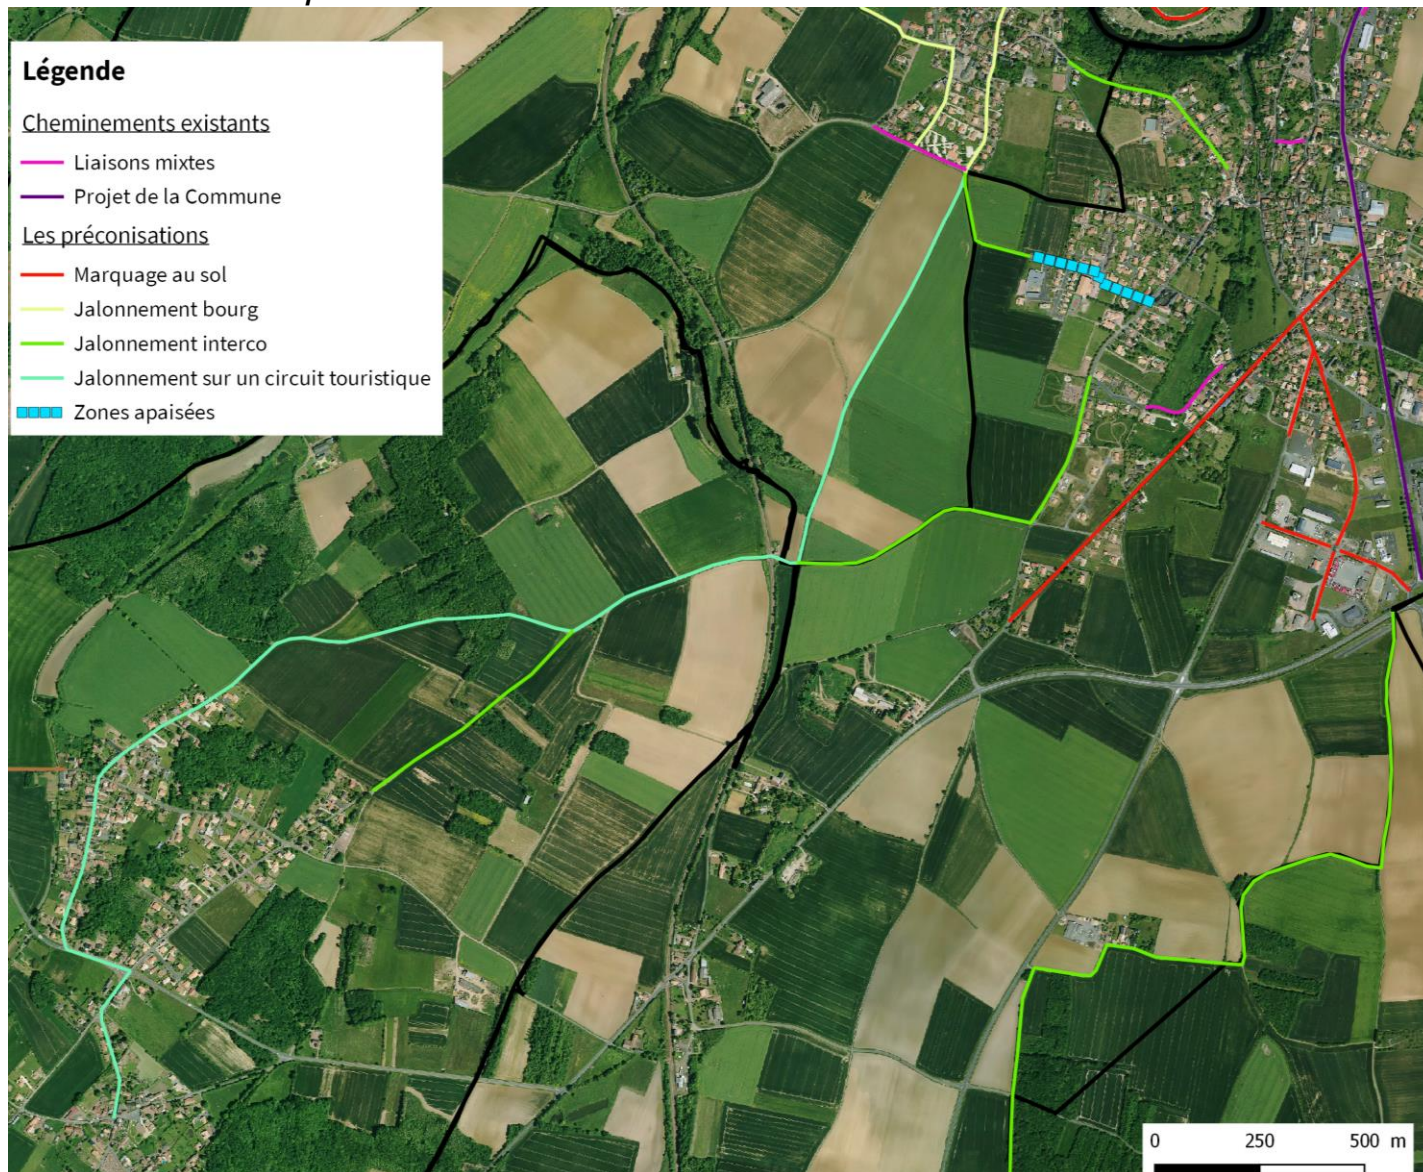 Légende
Cheminements existants
Liaisons mixtes
Projet de la Commune
Les préconisations
Marquage au sol
Jalonnement bourg
Jalonnement interco
Jalonnement sur un circuit touristique
Zones apaisées
0 250 500 m